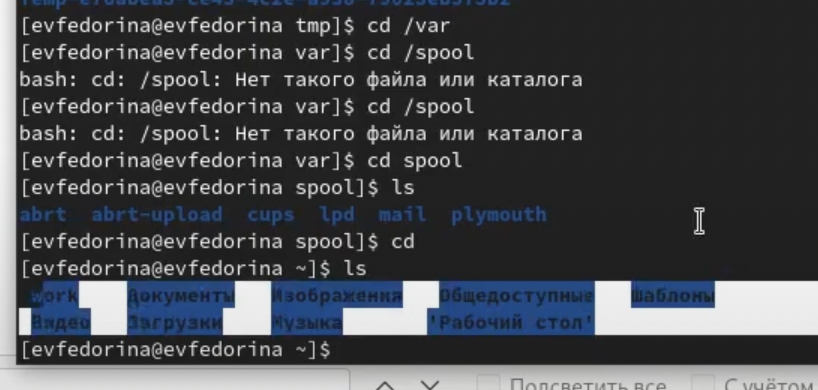 [evfedorina@evfedorina tmp]$ cd /var
[evfedorina@evfedorina var]$ cd /spool
bash: cd: /spool: Нет такого файла или каталога
[evfedorina@evfedorina var]$ cd /spool
bash: cd: /spool: Нет такого файла или каталога
[evfedorina@evfedorina var]$ cd spool
[evfedorina@evfedorina spool]$ ls
abrt abrt-upload cups lpd mail plymouth
[evfedorina@evfedorina spool]$ cd
[evfedorina@evfedorina ~]$ ls
work Документы Изображения Общедоступные Шаблоны
Видео Загрузки Музыка 'Рабочий стол'
[evfedorina@evfedorina ~]$
Подсветить все С учётом